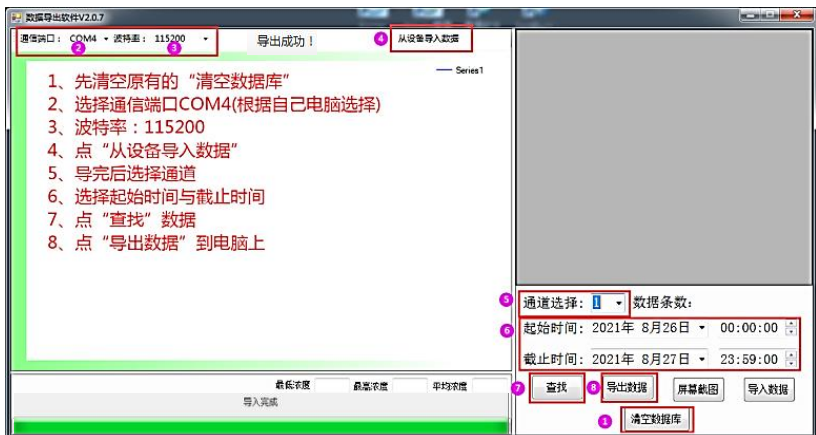 数据导出软件V2.0.7
通信端口： COM4 波特率： 115200 导出成功！ 4 从设备导入数据
2 3
Series1
1、先清空原有的“清空数据库”
2、选择通信端口COM4(根据自己电脑选择)
3、波特率：115200
4、点“从设备导入数据”
5、导完后选择通道
6、选择起始时间与截止时间
7、点“查找”数据
8、点“导出数据”到电脑上
5 通道选择: 1 数据条数:
6 起始时间: 2021年 8月26日 00:00:00
截止时间: 2021年 8月27日 23:59:00
最低浓度 最高浓度 平均浓度
7 查找 8 导出数据 屏幕截图 导入数据
导入完成
1 清空数据库